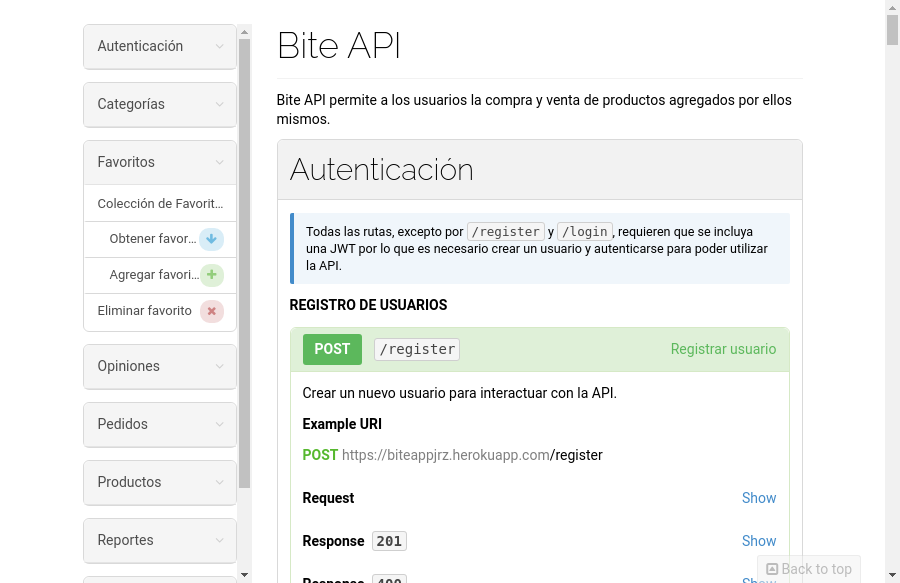 Autenticación
Categorías
Favoritos
Colección de Favorit…
Obtener favor…
Agregar favori…
Eliminar favorito
Opiniones
Pedidos
Productos
Reportes
Bite API
Bite API permite a los usuarios la compra y venta de productos agregados por ellos
mismos.
Autenticación
Todas las rutas, excepto por /register y /login, requieren que se incluya
una JWT por lo que es necesario crear un usuario y autenticarse para poder utilizar
la API.
REGISTRO DE USUARIOS
POST /register Registrar usuario
Crear un nuevo usuario para interactuar con la API.
Example URI
POST https://biteappjrz.herokuapp.com/register
Request Show
Response 201 Show
Response 400 Show
Back to top